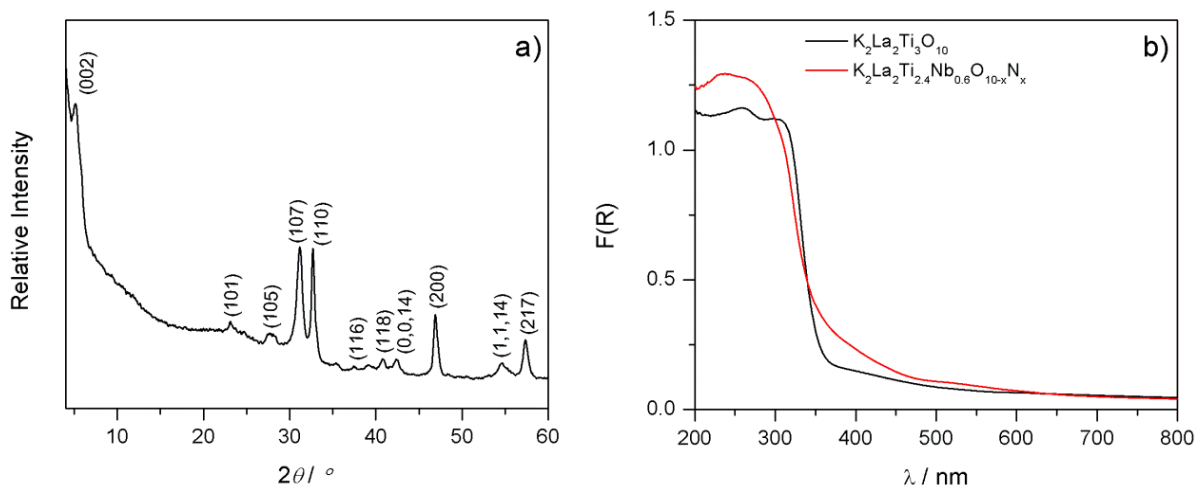 a)
Relative Intensity
(002)
(101)
(105)
(107)
(110)
(116)
(118)
(0,0,14)
(200)
(1,1,14)
(217)
10 20 30 40 50 60
2θ / °
b)
K₂La₂Ti₃O₁₀
K₂La₂Ti₂.₄Nb₀.₆O₁₀₋ₓNₓ
F(R)
1.5
1.0
0.5
0.0
200 300 400 500 600 700 800
λ / nm